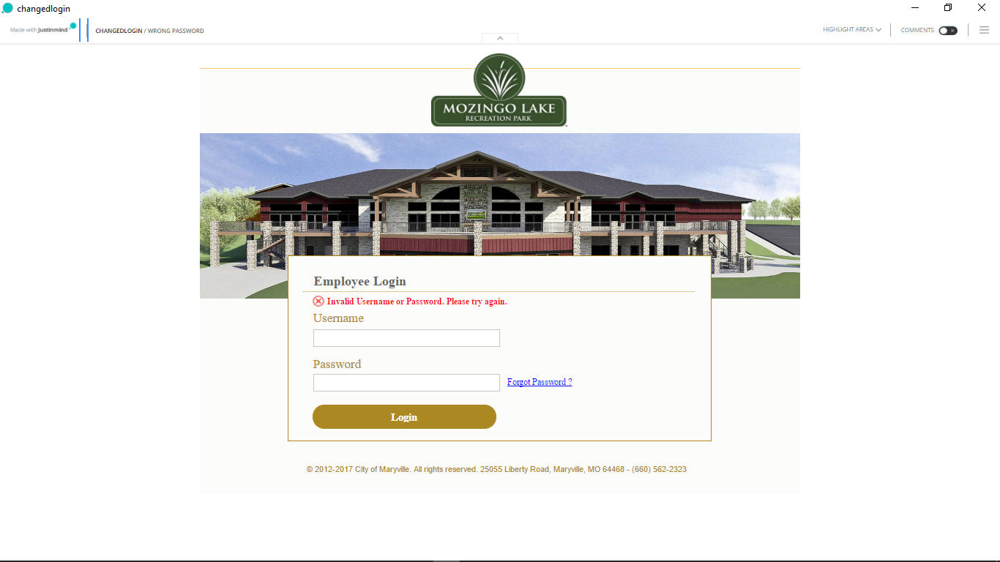 changedlogin
Made with Justinmind
CHANGEDLOGIN / WRONG PASSWORD
HIGHLIGHT AREAS
COMMENTS
MOZINGO LAKE
RECREATION PARK
Employee Login
Invalid Username or Password. Please try again.
Username
Password
Forgot Password ?
Login
© 2012-2017 City of Maryville. All rights reserved. 25055 Liberty Road, Maryville, MO 64468 - (660) 562-2323